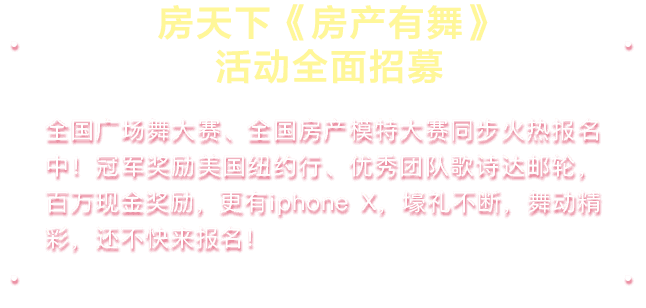 房天下《房产有舞》
活动全面招募
全国广场舞大赛、全国房产模特大赛同步火热报名
中！冠军奖励美国纽约行、优秀团队歌诗达邮轮，
百万现金奖励，更有iphone X，壕礼不断，舞动精
彩，还不快来报名！